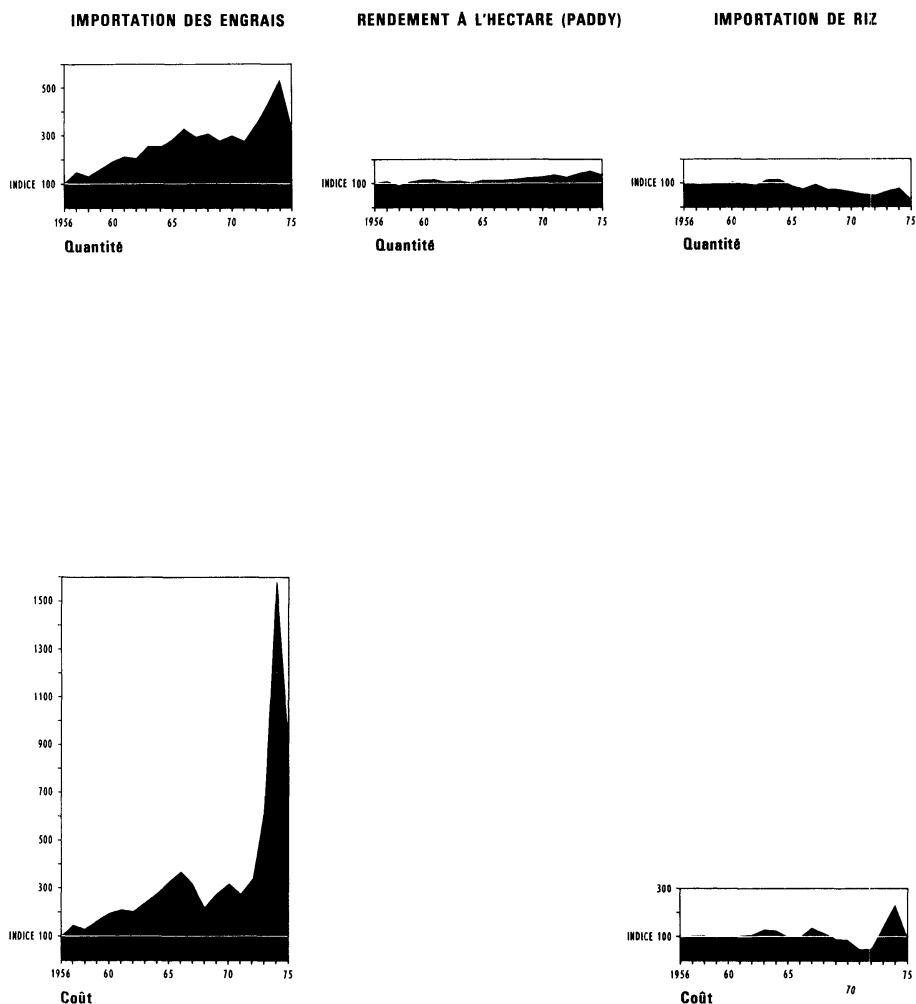 IMPORTATION DES ENGRAIS
RENDEMENT À L'HECTARE (PADDY)
IMPORTATION DE RIZ
500
300
INDICE 100
1956 60 65 70 75
Quantité
INDICE 100
1956 60 65 70 75
Quantité
INDICE 100
1956 60 65 70 75
Quantité
1500
1300
1100
900
700
500
300
INDICE 100
1956 60 65 70 75
Coût
300
INDICE 100
1956 60 65 70 75
Coût